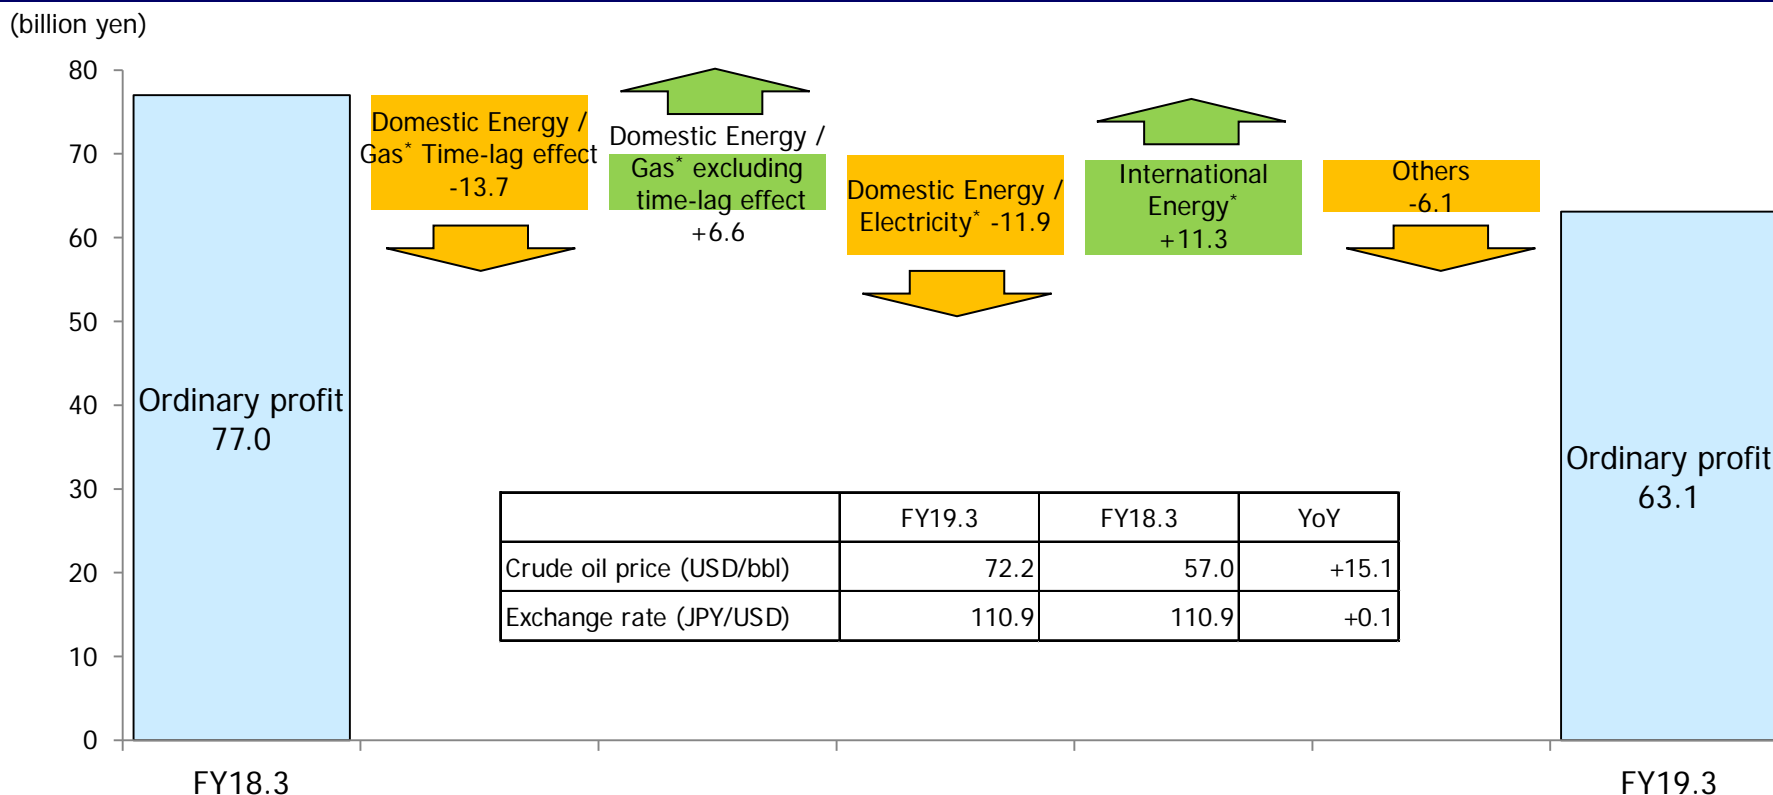 (billion yen)
80
70
60
50
40
30
20
10
0
Ordinary profit
77.0
Domestic Energy /
Gas* Time-lag effect
-13.7
Domestic Energy /
Gas* excluding
time-lag effect
+6.6
Domestic Energy /
Electricity* -11.9
International
Energy*
+11.3
Others
-6.1
Ordinary profit
63.1
FY19.3 FY18.3 YoY
Crude oil price (USD/bbl) 72.2 57.0 +15.1
Exchange rate (JPY/USD) 110.9 110.9 +0.1
FY18.3 FY19.3